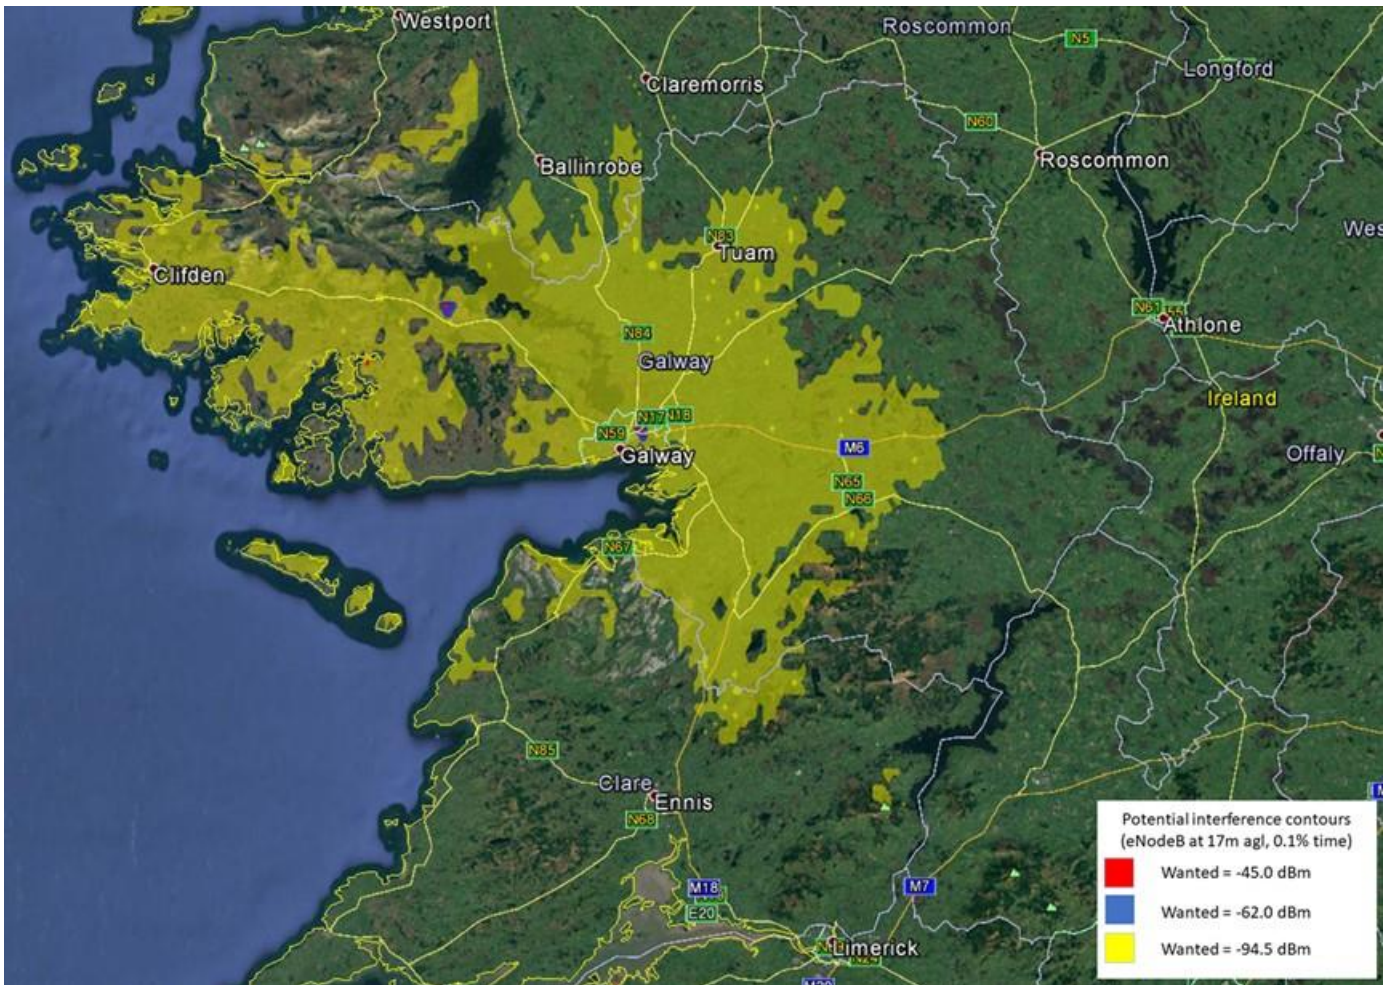 Westport
Roscommon
N5
Longford
Claremorris
N60
Ballinrobe
Roscommon
N83
Tuam
Wes
Clifden
N61
Athlone
N84
Galway
Ireland
N17
N18
N59
Galway
M6
Offaly
N65
N66
N67
N85
Clare
Ennis
N68
Potential interference contours
(eNodeB at 17m agl, 0.1% time)
Wanted = -45.0 dBm
M18
M7
E20
Wanted = -62.0 dBm
Limerick
Wanted = -94.5 dBm